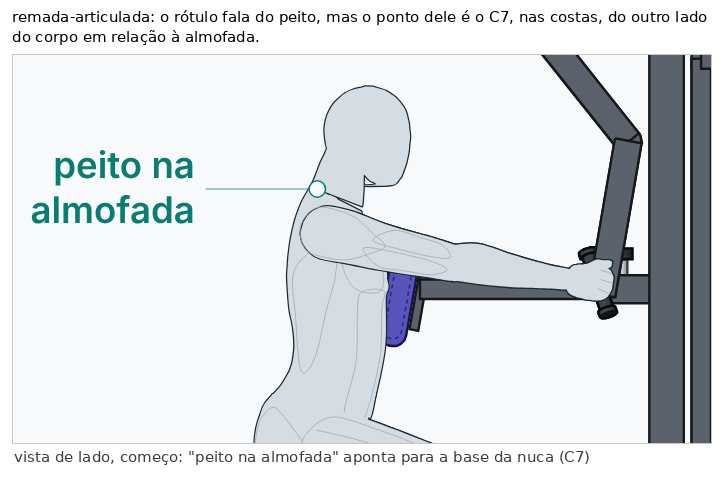 remada-articulada: o rótulo fala do peito, mas o ponto dele é o C7, nas costas, do outro lado
do corpo em relação à almofada.
peito na
almofada
vista de lado, começo: "peito na almofada" aponta para a base da nuca (C7)